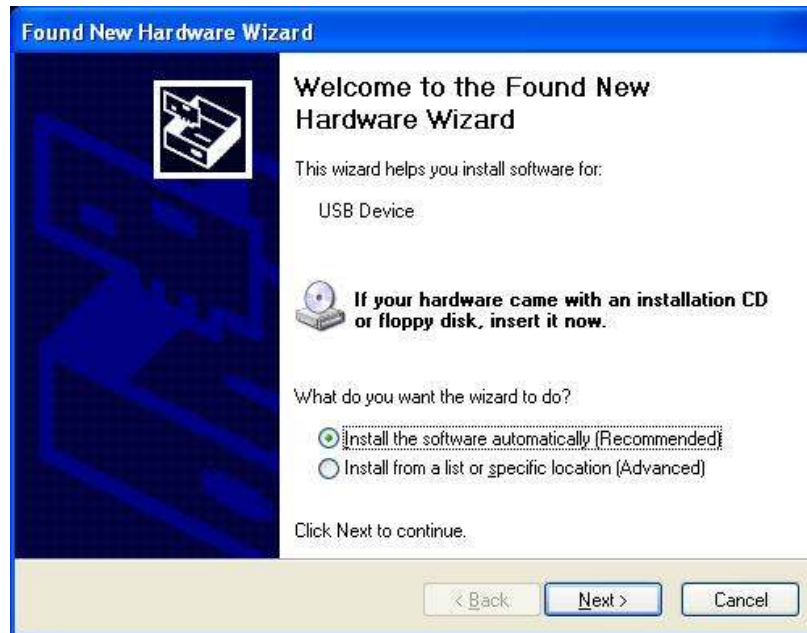 Found New Hardware Wizard
Welcome to the Found New
Hardware Wizard
This wizard helps you install software for:
USB Device
If your hardware came with an installation CD
or floppy disk, insert it now.
What do you want the wizard to do?
Install the software automatically (Recommended)
Install from a list or specific location (Advanced)
Click Next to continue.
< Back
Next >
Cancel